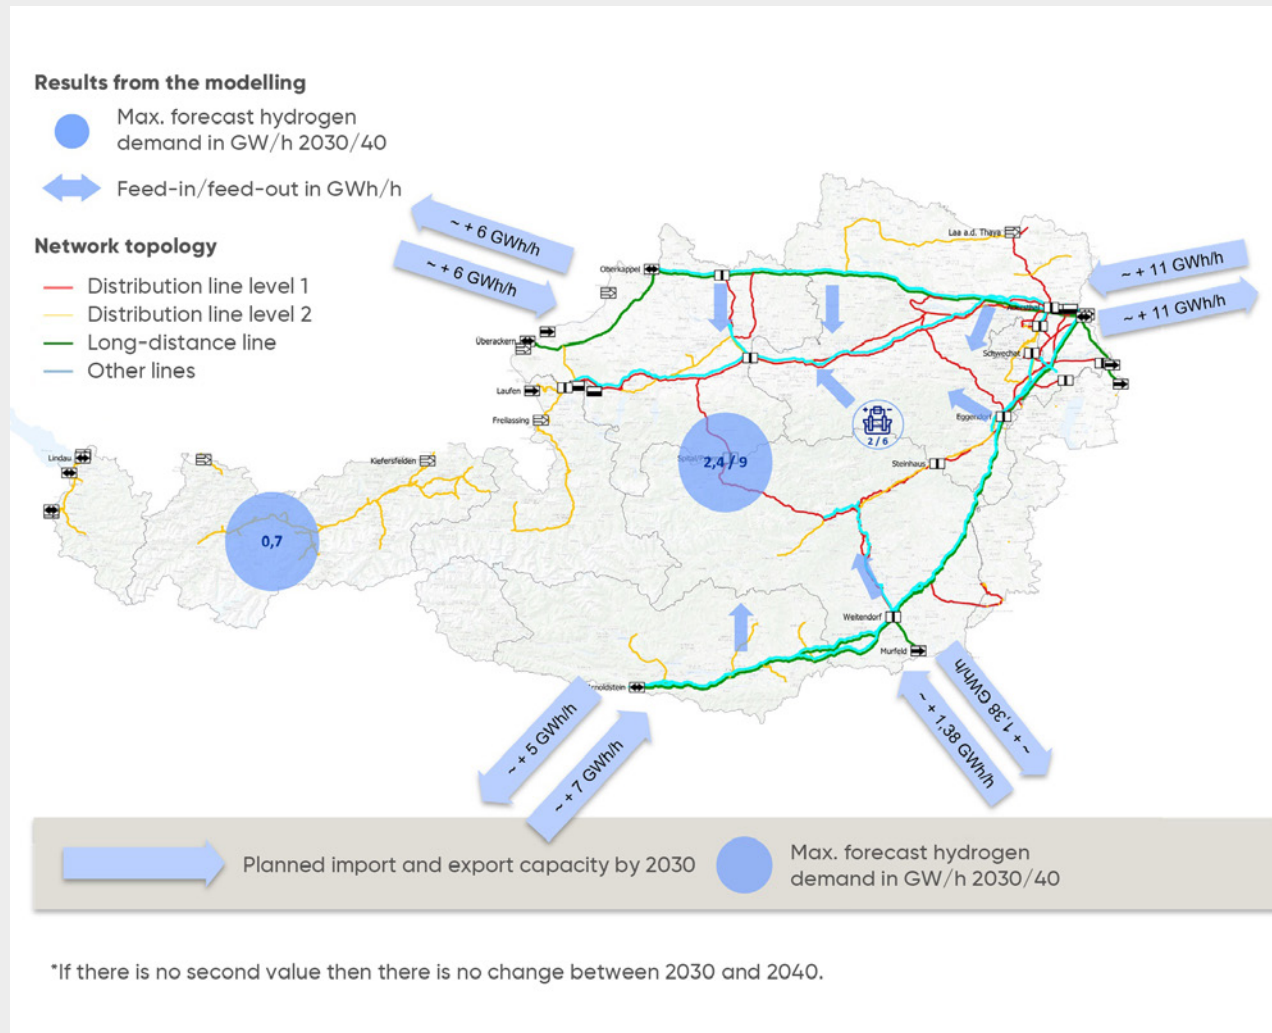 Results from the modelling
Max. forecast hydrogen
demand in GW/h 2030/40
Feed-in/feed-out in GWh/h
Network topology
Distribution line level 1
Distribution line level 2
Long-distance line
Other lines
~ + 6 GWh/h
~ + 6 GWh/h
~ + 11 GWh/h
~ + 11 GWh/h
Laa a.d. Thaya
Oberkappel
Überackern
Schwechat
Laufen
Freilassing
Eggendorf
2 / 6
Lindau
Kiefersfelden
2,4 / 9
Steinhaus
0,7
Weitendorf
Murfeld
Arnoldstein
~ + 5 GWh/h
~ + 7 GWh/h
~ + 1,38 GWh/h
~ + 1,38 GWh/h
Planned import and export capacity by 2030
Max. forecast hydrogen
demand in GW/h 2030/40
*If there is no second value then there is no change between 2030 and 2040.